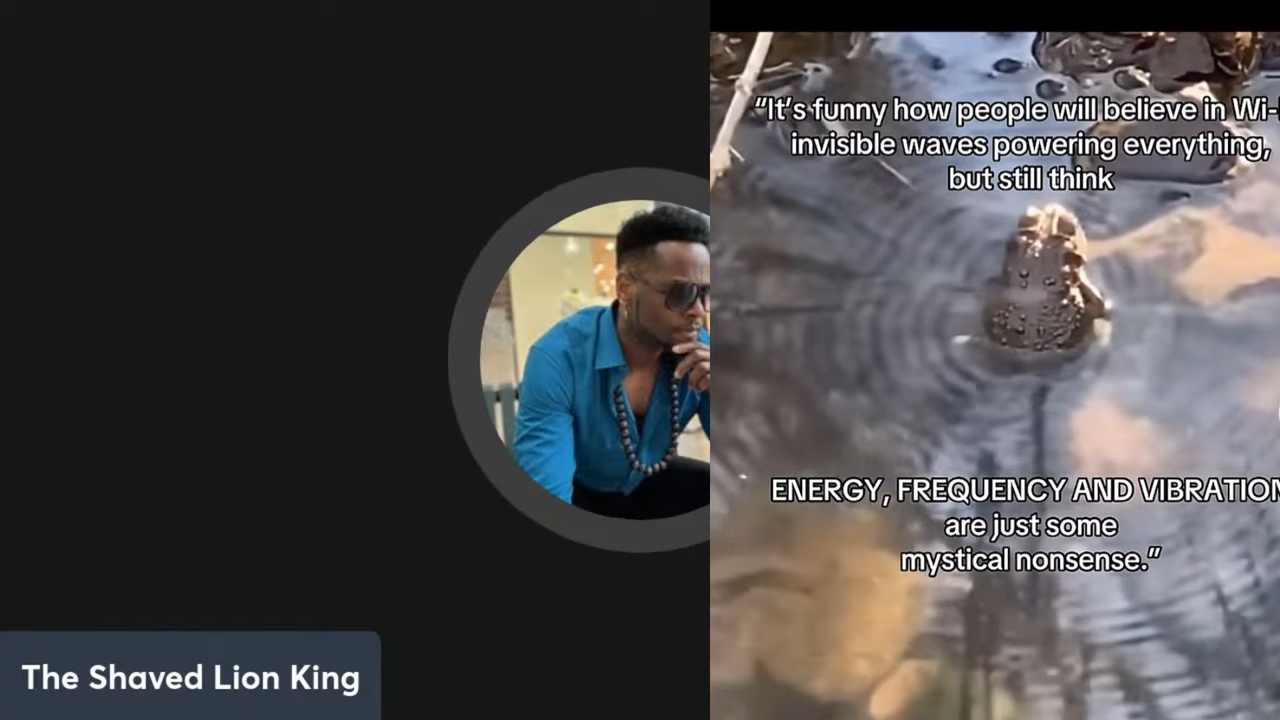 "It's funny how people will believe in Wi-
invisible waves powering everything,
but still think
ENERGY, FREQUENCY AND VIBRATION
are just some
mystical nonsense."
The Shaved Lion King